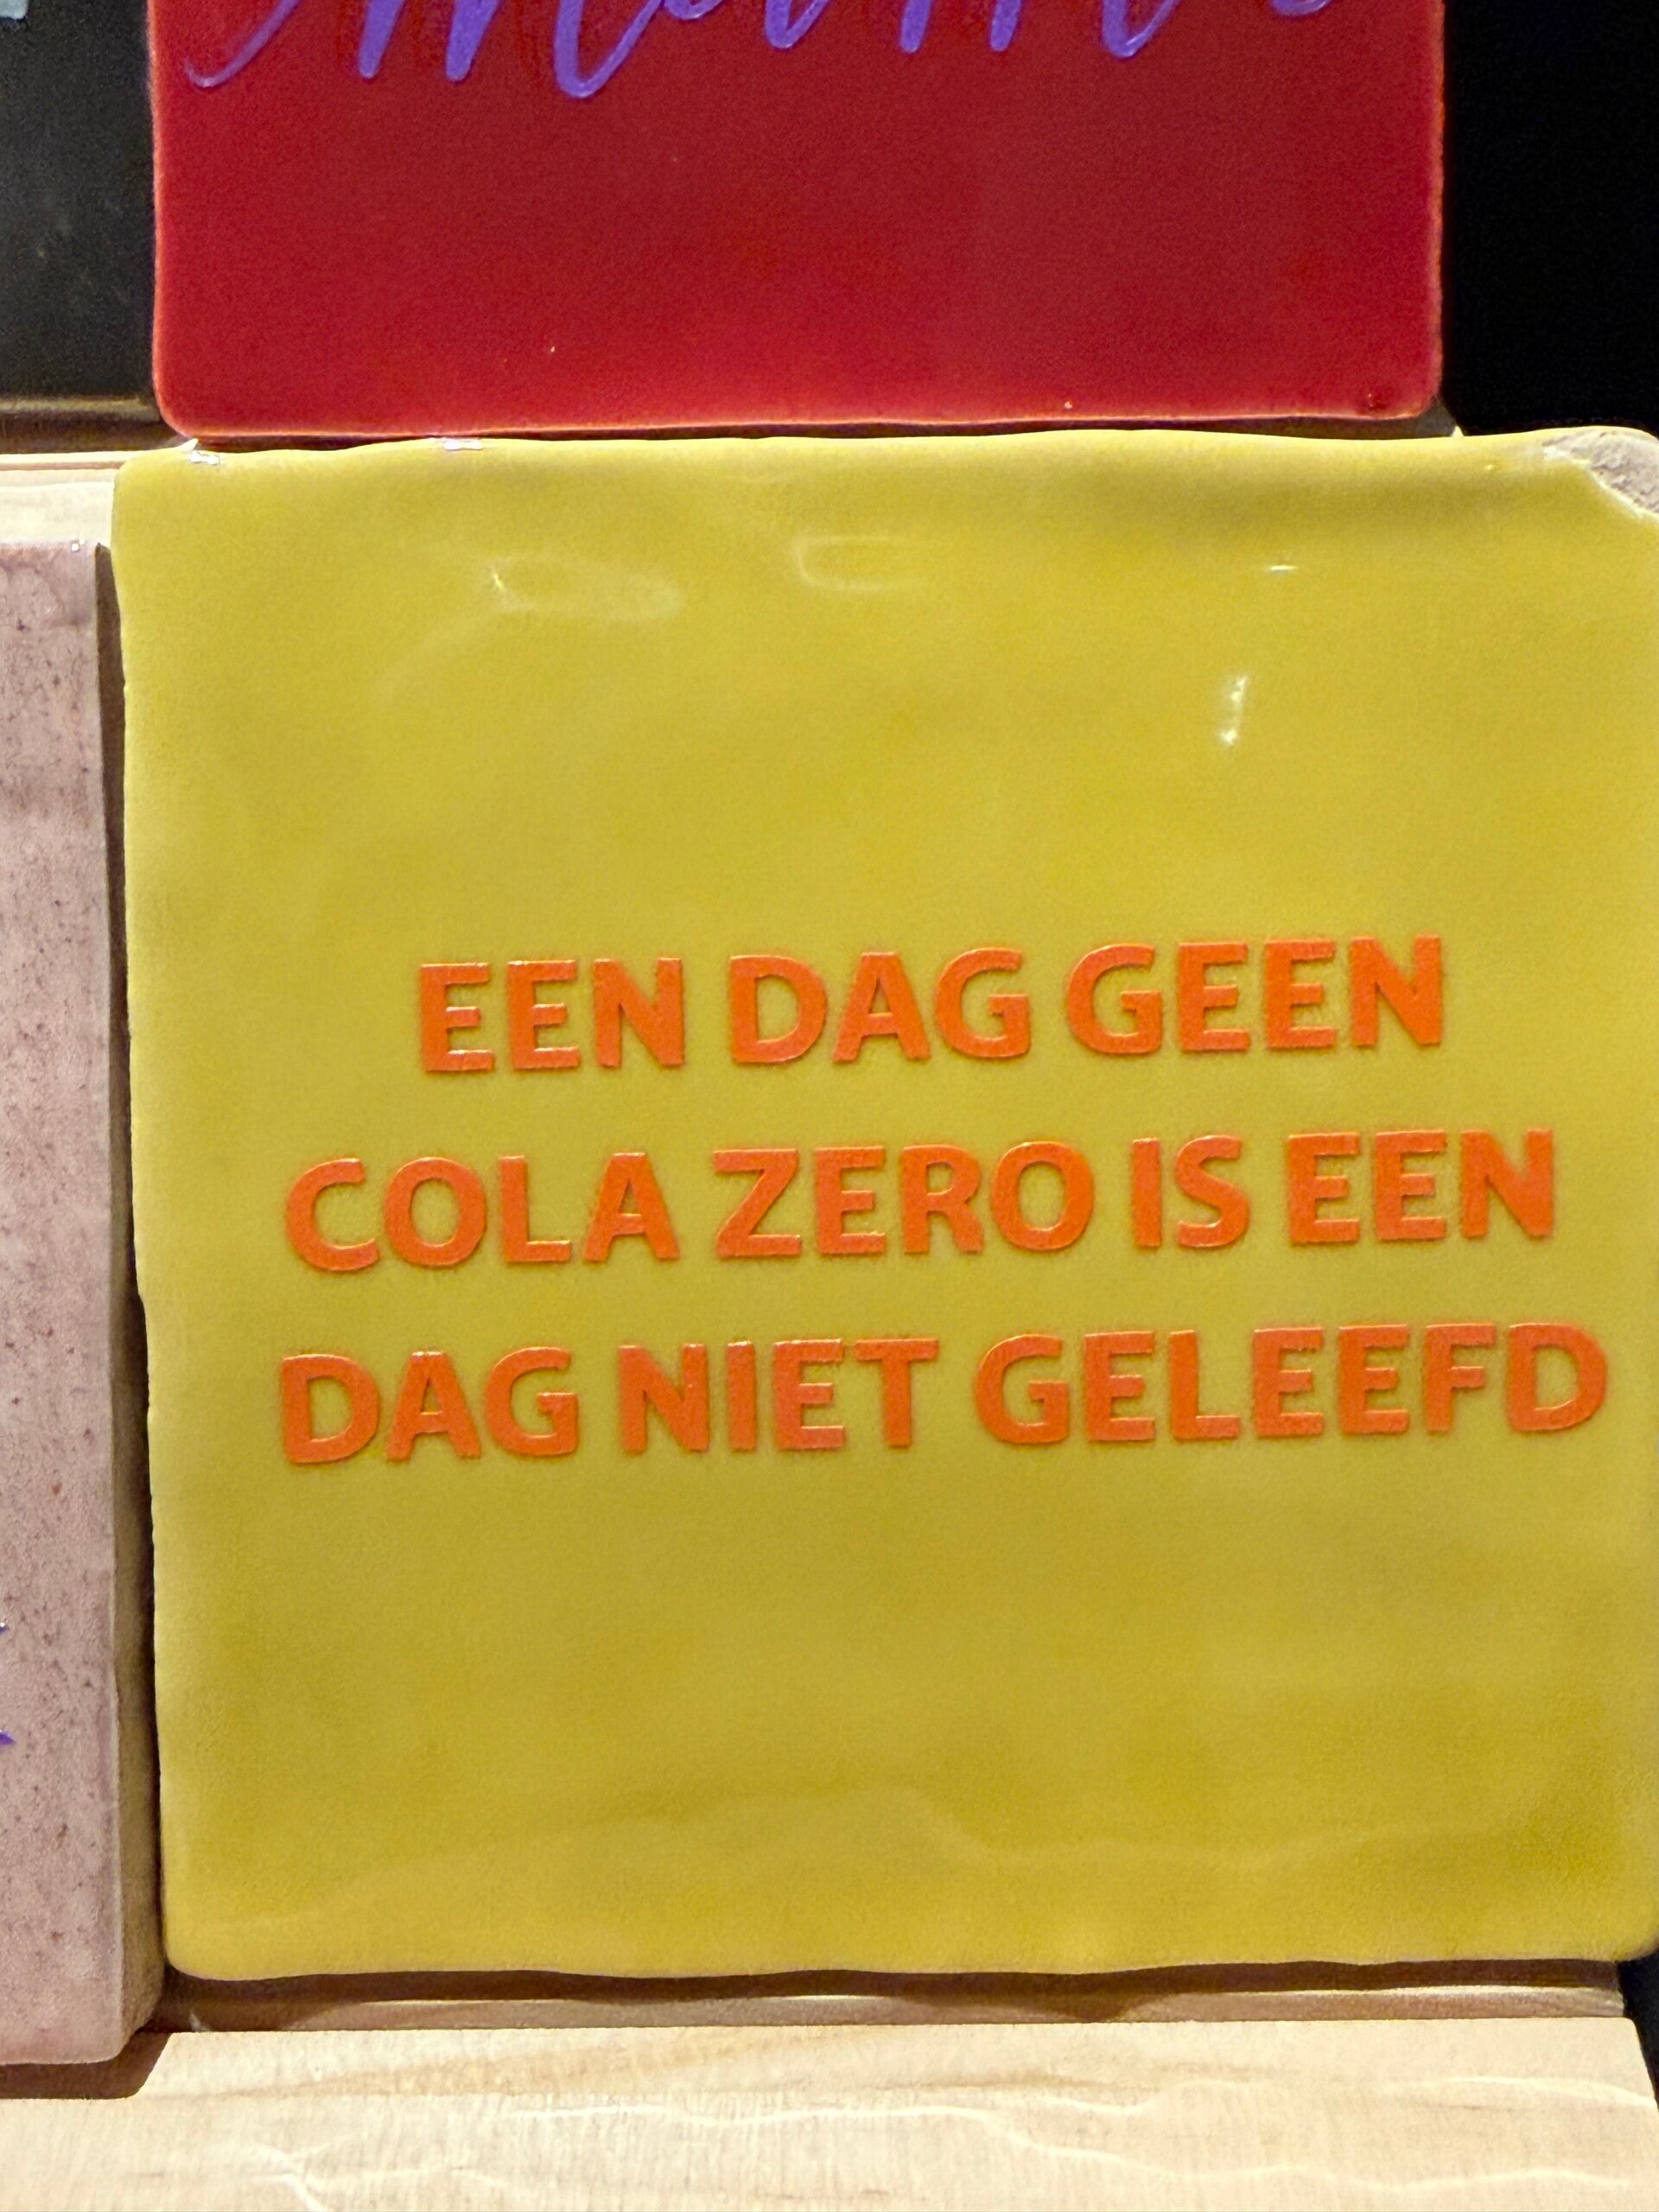 EEN DAG GEEN
COLA ZERO IS EEN
DAG NIET GELEEFD